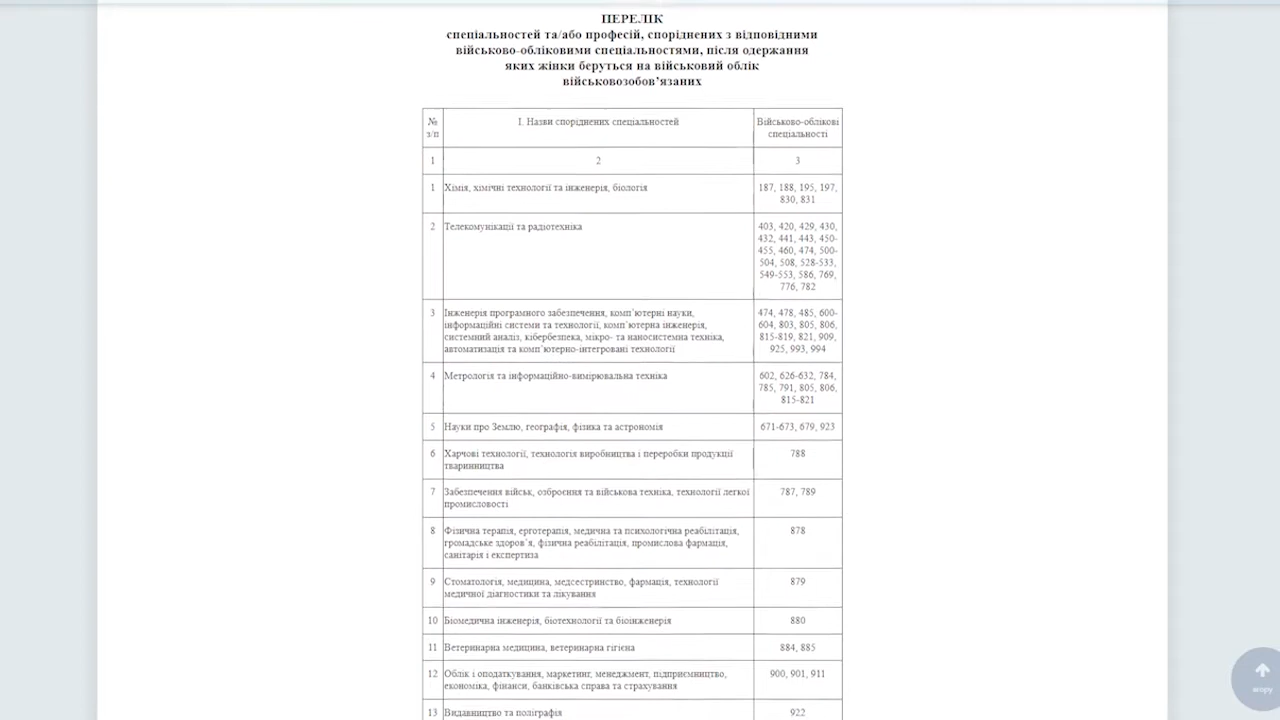 ПЕРЕЛІК
спеціальностей та/або професій, споріднених з відповідними
військово-обліковими спеціальностями, після одержання
яких жінки беруться на військовий облік
військовозобов’язаних
№
з/п
І. Назви споріднених спеціальностей
Військово-облікові
спеціальності
1
2
3
1
Хімія, хімічні технології та інженерія, біологія
187, 188, 195, 197,
830, 831
2
Телекомунікації та радіотехніка
403, 420, 429, 430,
432, 441, 443, 450-
455, 460, 474, 500-
504, 508, 528-533,
549-553, 586, 769,
776, 782
3
Інженерія програмного забезпечення, комп’ютерні науки,
інформаційні системи та технології, комп’ютерна інженерія,
системний аналіз, кібербезпека, мікро- та наносистемна техніка,
автоматизація та комп’ютерно-інтегровані технології
474, 478, 485, 600-
604, 803, 805, 806,
815-819, 821, 909,
925, 993, 994
4
Метрологія та інформаційно-вимірювальна техніка
602, 626-632, 784,
785, 791, 805, 806,
815-821
5
Науки про Землю, географія, фізика та астрономія
671-673, 679, 923
6
Харчові технології, технологія виробництва і переробки продукції
тваринництва
788
7
Забезпечення військ, озброєння та військова техніка, технології легкої
промисловості
787, 789
8
Фізична терапія, ерготерапія, медична та психологічна реабілітація,
громадське здоров’я, фізична реабілітація, промислова фармація,
санітарія і експертиза
878
9
Стоматологія, медицина, медсестринство, фармація, технології
медичної діагностики та лікування
879
10
Біомедична інженерія, біотехнології та біоінженерія
880
11
Ветеринарна медицина, ветеринарна гігієна
884, 885
12
Облік і оподаткування, маркетинг, менеджмент, підприємництво,
економіка, фінанси, банківська справа та страхування
900, 901, 911
13
Видавництво та поліграфія
922
вгору